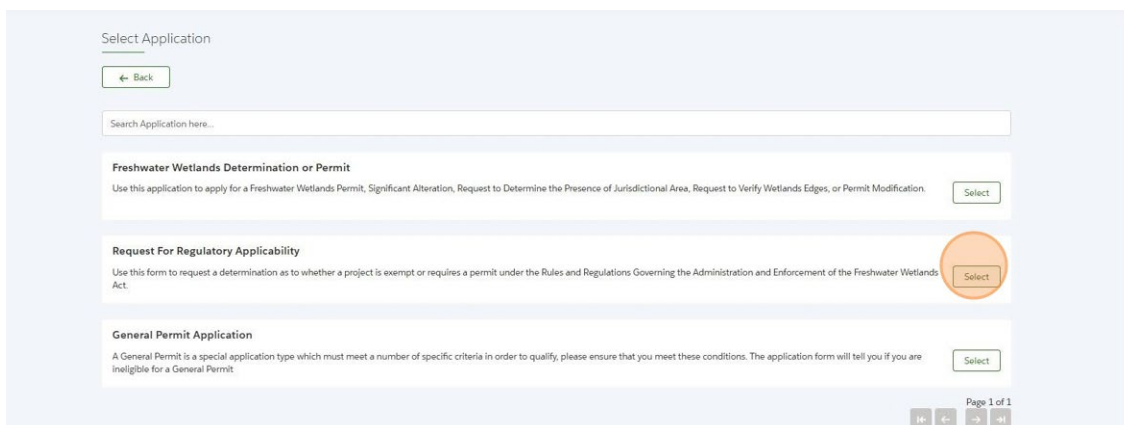 Select Application
← Back
Search Application here...
Freshwater Wetlands Determination or Permit
Use this application to apply for a Freshwater Wetlands Permit, Significant Alteration, Request to Determine the Presence of Jurisdictional Area, Request to Verify Wetlands Edges, or Permit Modification.
Select
Request For Regulatory Applicability
Use this form to request a determination as to whether a project is exempt or requires a permit under the Rules and Regulations Governing the Administration and Enforcement of the Freshwater Wetlands
Act.
Select
General Permit Application
A General Permit is a special application type which must meet a number of specific criteria in order to qualify, please ensure that you meet these conditions. The application form will tell you if you are
ineligible for a General Permit
Select
Page 1 of 1